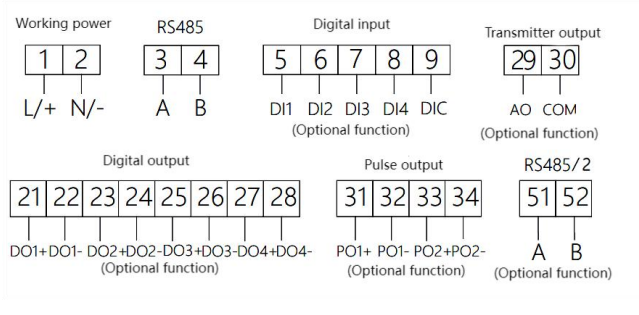 Working power
RS485
Digital input
Transmitter output
1 2
3 4
5 6 7 8 9
29 30
L/+ N/-
A B
DI1 DI2 DI3 DI4 DIC
AO COM
(Optional function)
(Optional function)
Digital output
Pulse output
RS485/2
21 22 23 24 25 26 27 28
31 32 33 34
51 52
DO1+ DO1- DO2+ DO2- DO3+ DO3- DO4+ DO4-
PO1+ PO1- PO2+ PO2-
A B
(Optional function)
(Optional function)
(Optional function)